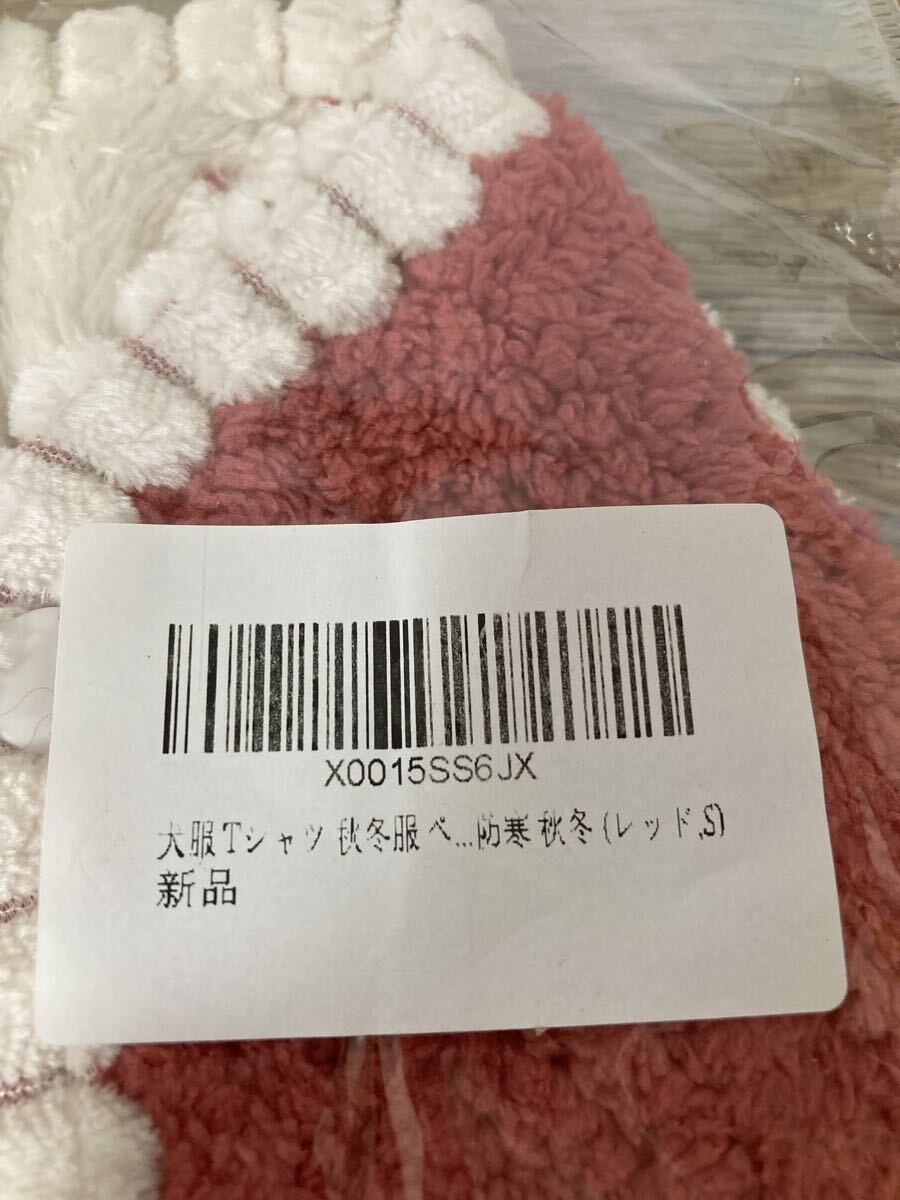 X0015SS6JX
犬服Tシャツ 秋冬服 ペ...防寒 秋冬 (レッド,S)
新品